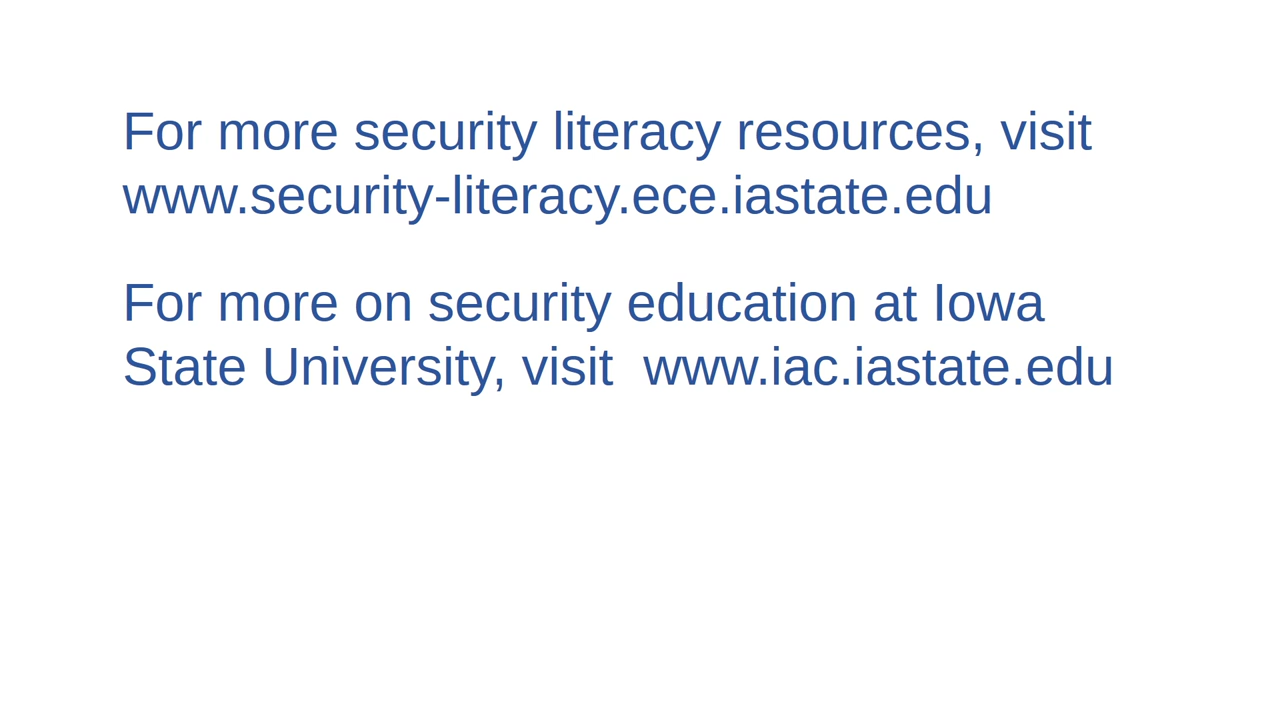 For more security literacy resources, visit
www.security-literacy.ece.iastate.edu
For more on security education at Iowa
State University, visit  www.iac.iastate.edu